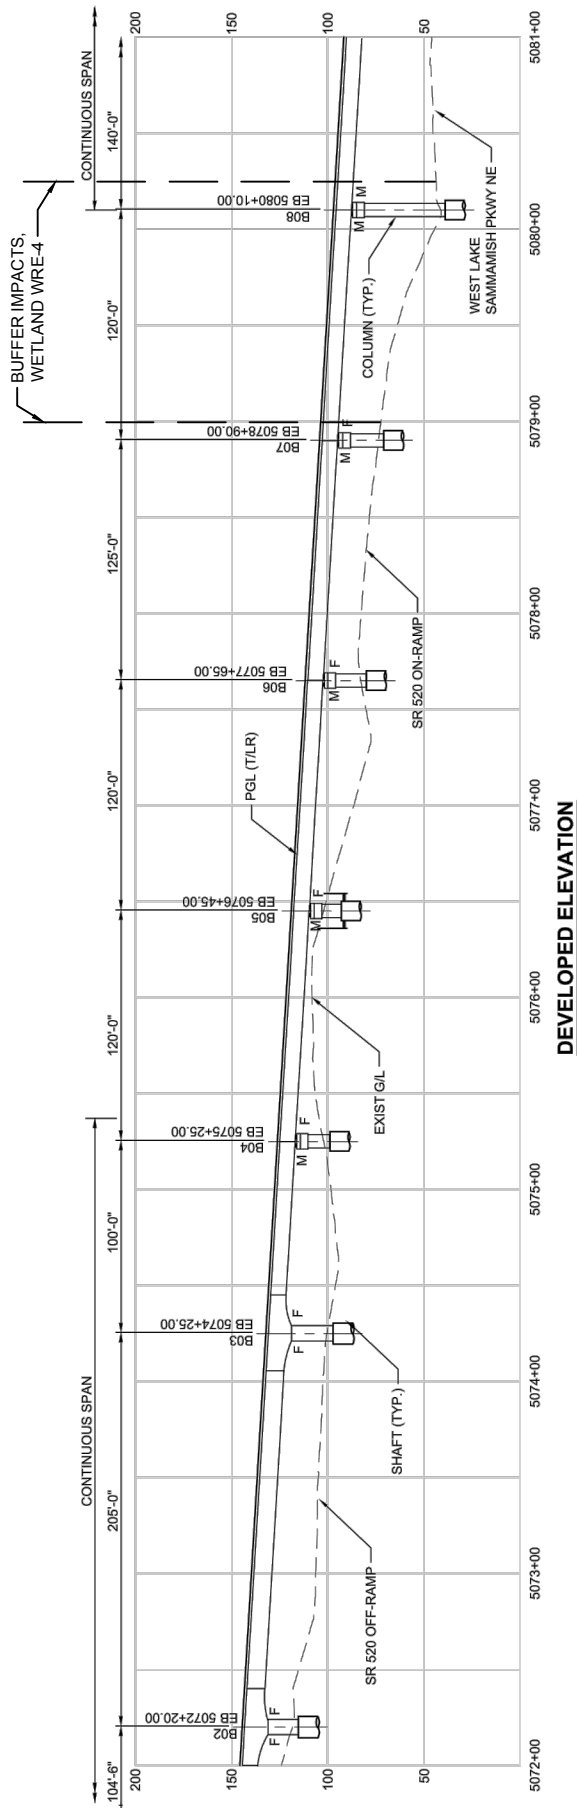 BUFFER IMPACTS,
WETLAND WRE-4
CONTINUOUS SPAN
CONTINUOUS SPAN
104'-6"
205'-0"
100'-0"
120'-0"
120'-0"
125'-0"
120'-0"
140'-0"
B02
EB 5072+20.00
B03
EB 5074+25.00
B04
EB 5075+25.00
B05
EB 5076+45.00
B06
EB 5077+66.00
B07
EB 5078+90.00
B08
EB 5080+10.00
200
150
100
50
200
150
100
50
F F
F F
M F
M F
M F
M F
M M
PGL (T/LR)
SR 520 OFF-RAMP
SHAFT (TYP.)
EXIST G/L
SR 520 ON-RAMP
COLUMN (TYP.)
WEST LAKE
SAMMAMISH PKWY NE
5072+00
5073+00
5074+00
5075+00
5076+00
5077+00
5078+00
5079+00
5080+00
5081+00
DEVELOPED ELEVATION